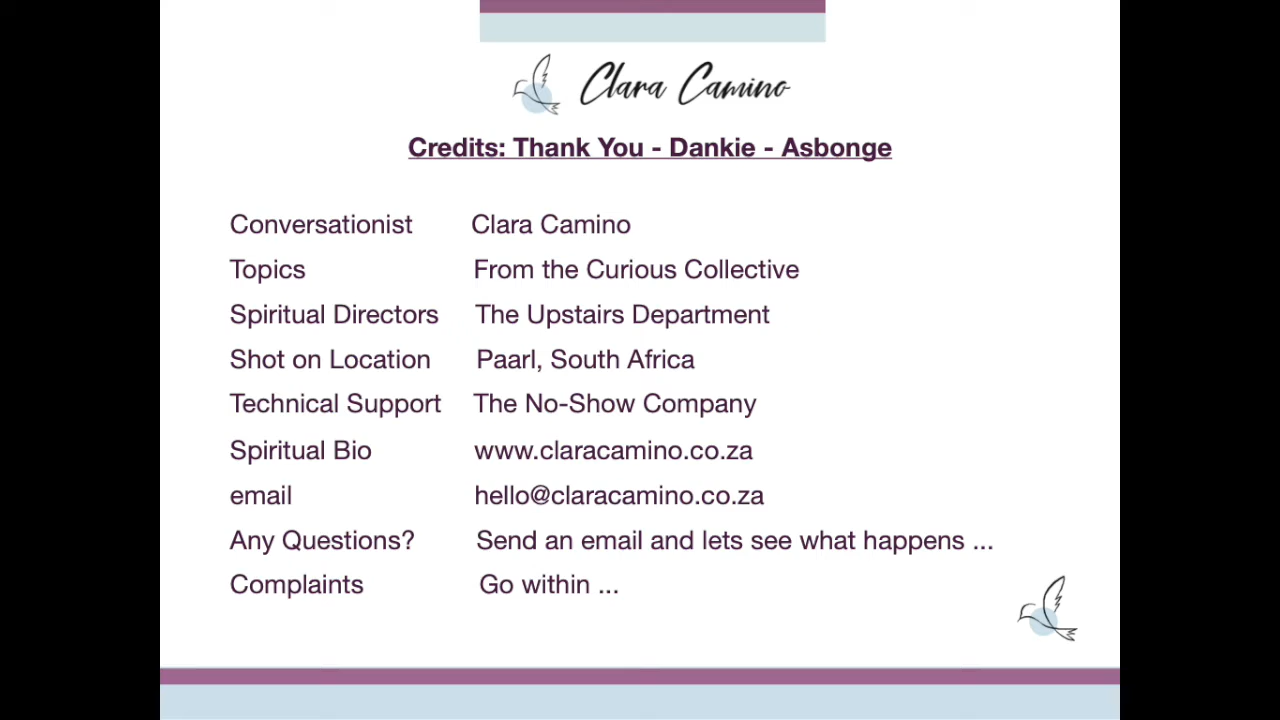 Clara Camino
Credits: Thank You - Dankie - Asbonge
Conversationist Clara Camino
Topics From the Curious Collective
Spiritual Directors The Upstairs Department
Shot on Location Paarl, South Africa
Technical Support The No-Show Company
Spiritual Bio www.claracamino.co.za
email hello@claracamino.co.za
Any Questions? Send an email and lets see what happens ...
Complaints Go within ...